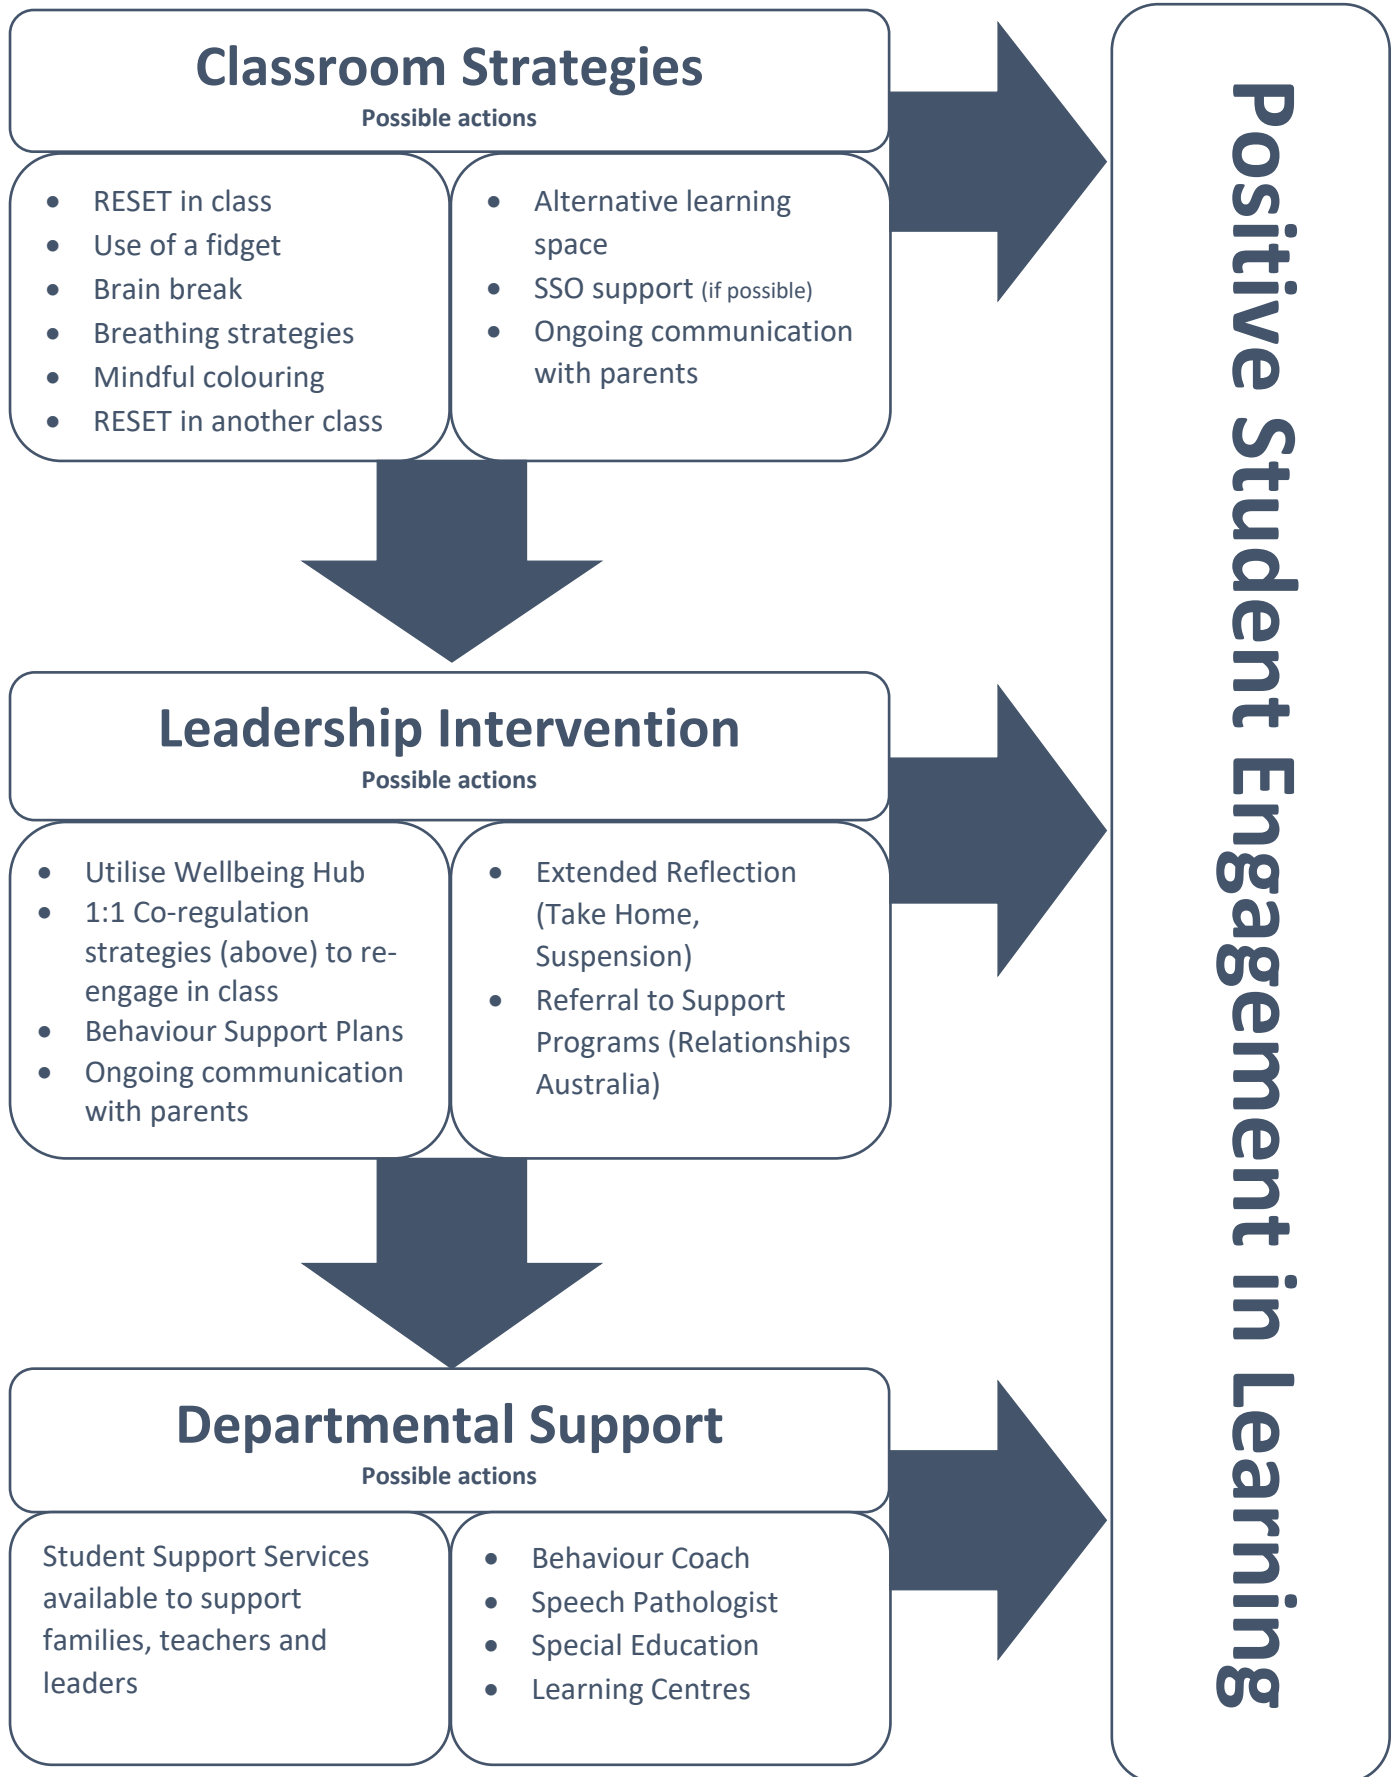 Classroom Strategies
Possible actions
• RESET in class
• Use of a fidget
• Brain break
• Breathing strategies
• Mindful colouring
• RESET in another class
• Alternative learning
space
• SSO support (if possible)
• Ongoing communication
with parents
Leadership Intervention
Possible actions
• Utilise Wellbeing Hub
• 1:1 Co-regulation
strategies (above) to re-
engage in class
• Behaviour Support Plans
• Ongoing communication
with parents
• Extended Reflection
(Take Home,
Suspension)
• Referral to Support
Programs (Relationships
Australia)
Departmental Support
Possible actions
Student Support Services
available to support
families, teachers and
leaders
• Behaviour Coach
• Speech Pathologist
• Special Education
• Learning Centres
Positive Student Engagement in Learning